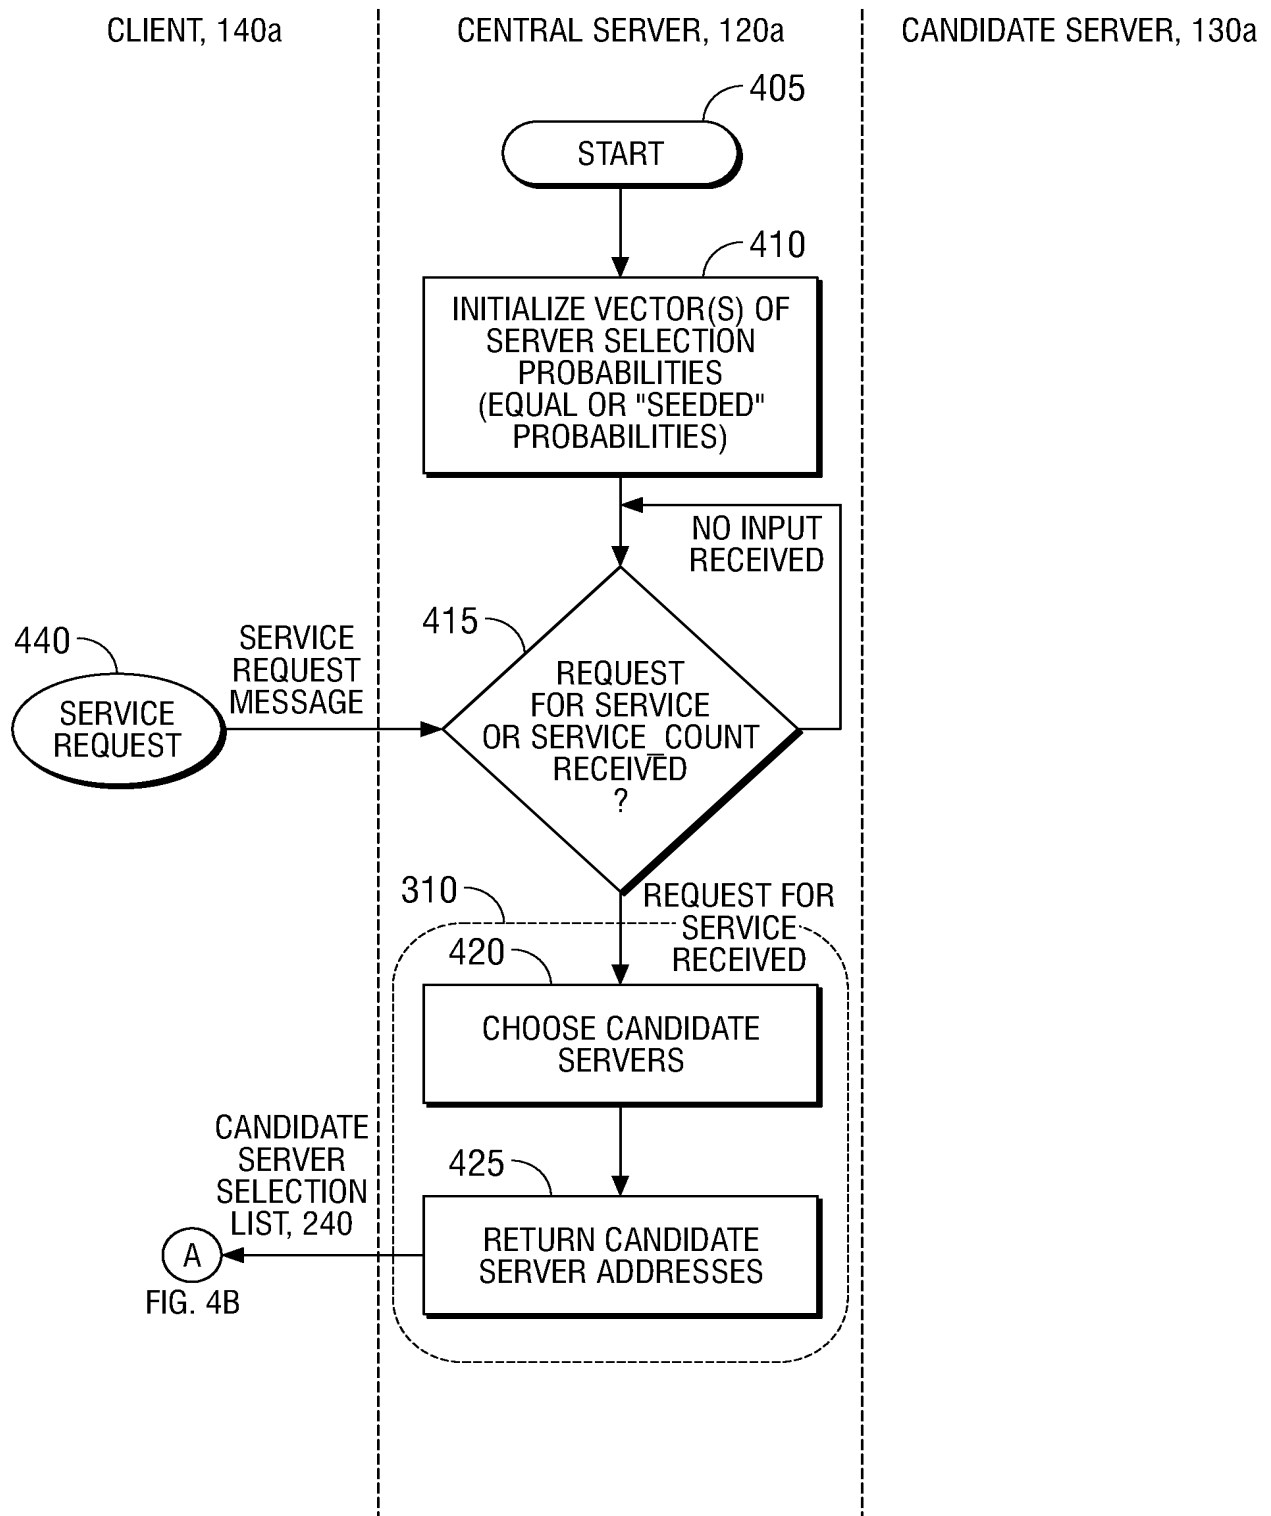 CLIENT, 140a
CENTRAL SERVER, 120a
CANDIDATE SERVER, 130a
405
START
410
INITIALIZE VECTOR(S) OF
SERVER SELECTION
PROBABILITIES
(EQUAL OR "SEEDED"
PROBABILITIES)
NO INPUT
RECEIVED
415
440
SERVICE
REQUEST
MESSAGE
SERVICE
REQUEST
REQUEST
FOR SERVICE
OR SERVICE_COUNT
RECEIVED
?
310
REQUEST FOR
SERVICE
RECEIVED
420
CHOOSE CANDIDATE
SERVERS
CANDIDATE
SERVER
SELECTION
LIST, 240
425
RETURN CANDIDATE
SERVER ADDRESSES
A
FIG. 4B